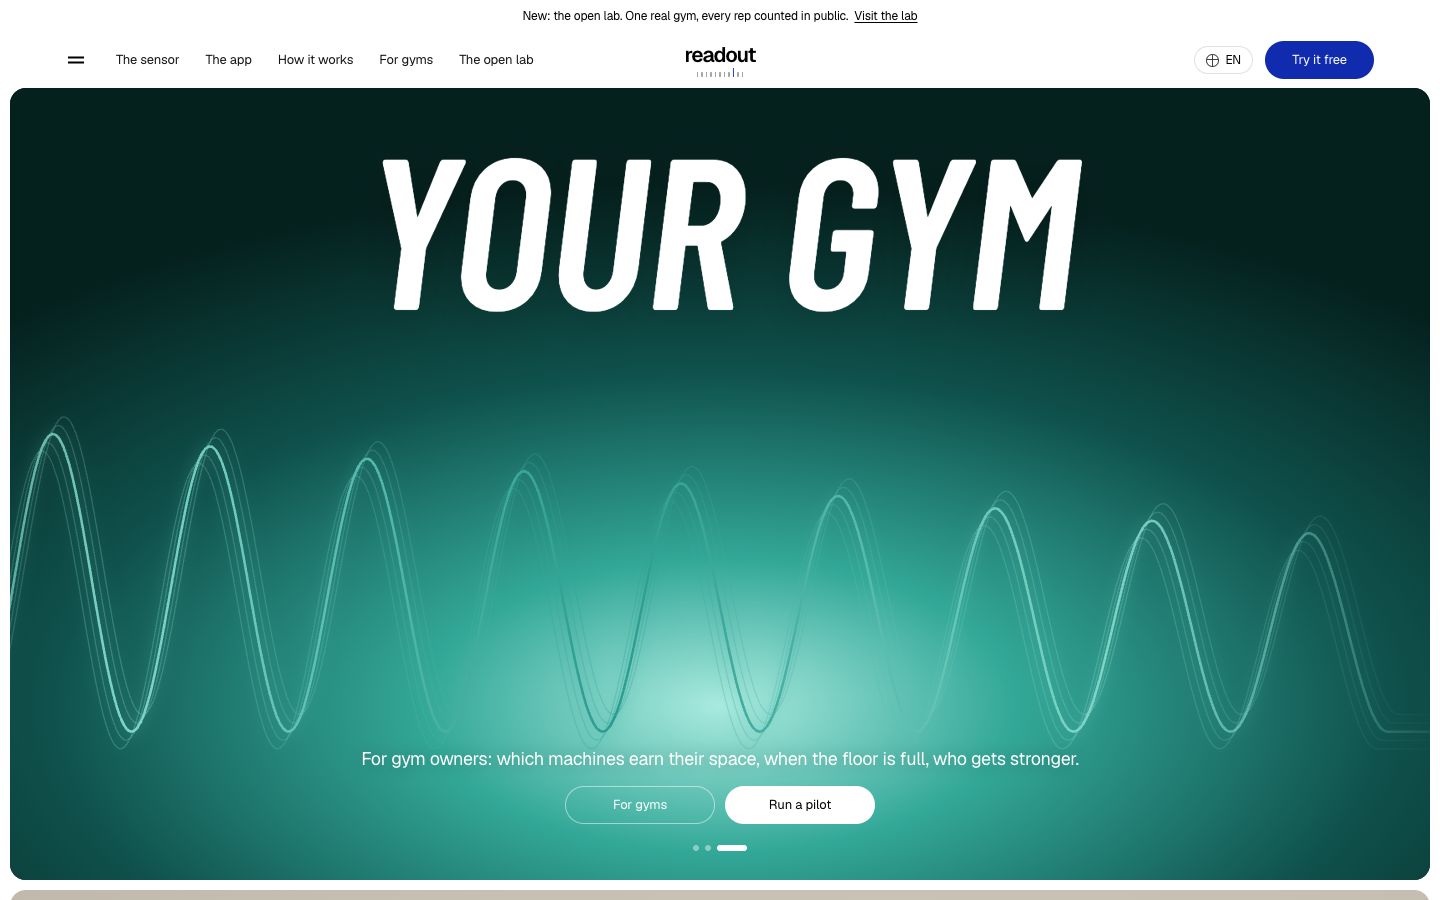 New: the open lab. One real gym, every rep counted in public. Visit the lab
The sensor
The app
How it works
For gyms
The open lab
readout
EN
Try it free
YOUR GYM
For gym owners: which machines earn their space, when the floor is full, who gets stronger.
For gyms
Run a pilot